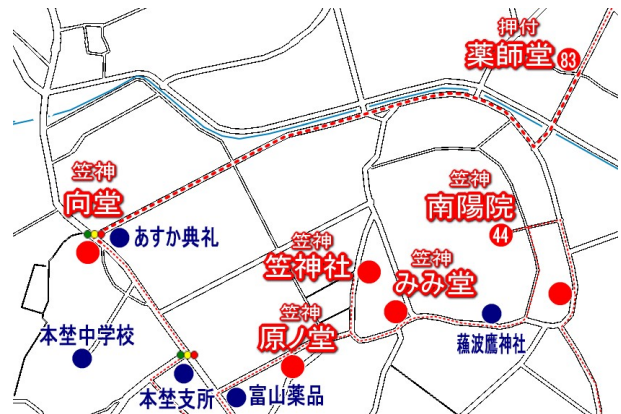 押付
薬師堂
83
笠神
向堂
笠神
南陽院
44
あすか典礼
笠神
笠神社
笠神
みみ堂
笠神
原ノ堂
蘓波鷹神社
本埜中学校
本埜支所
富山薬品